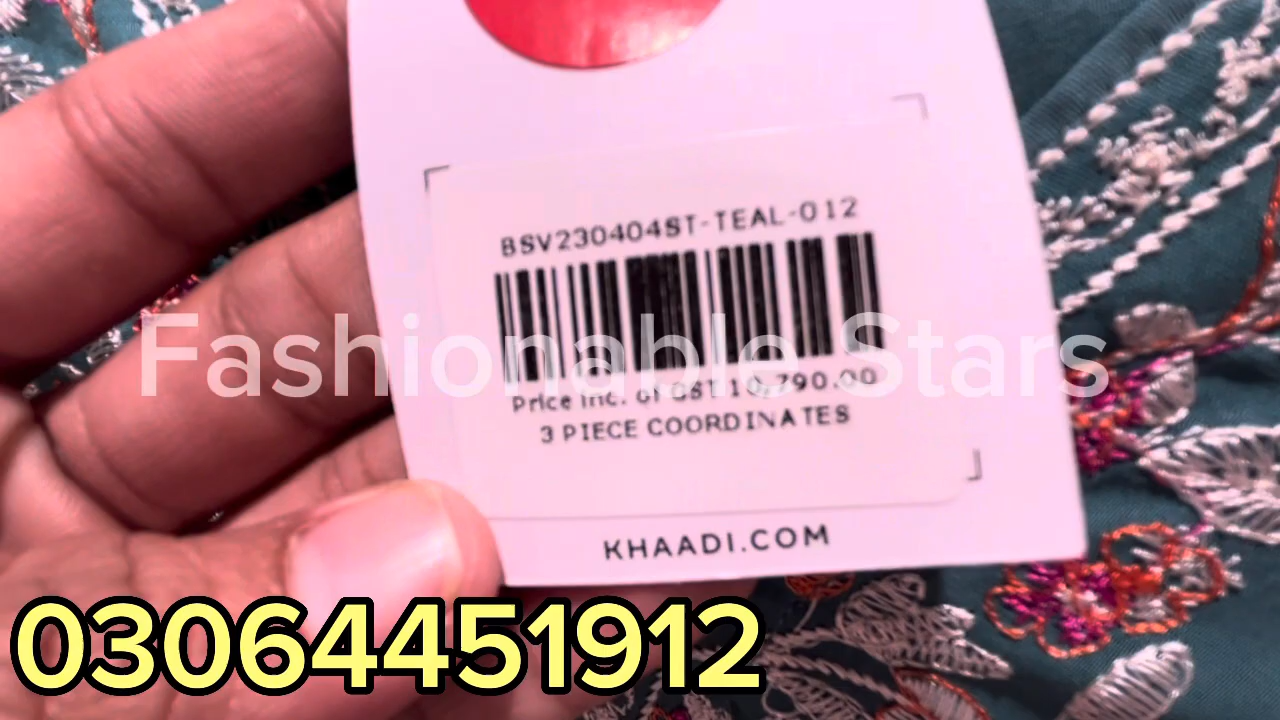 BSV230404ST-TEAL-012
Fashionable Stars
Price inc. of GST 10,790.00
3 PIECE COORDINATES
KHAADI.COM
03064451912